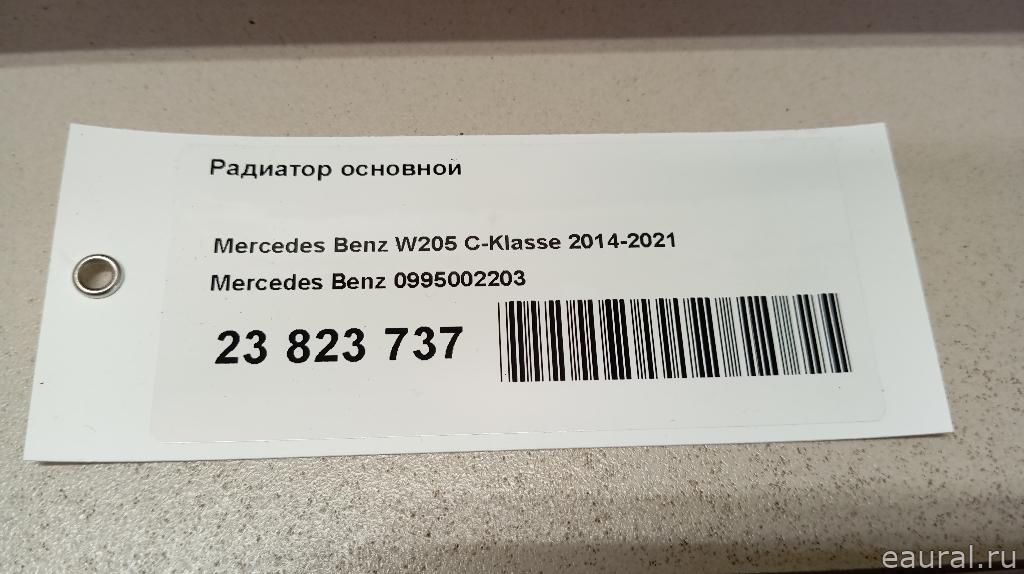 Радиатор основной
Mercedes Benz W205 C-Klasse 2014-2021
Mercedes Benz 0995002203
23 823 737
eaural.ru